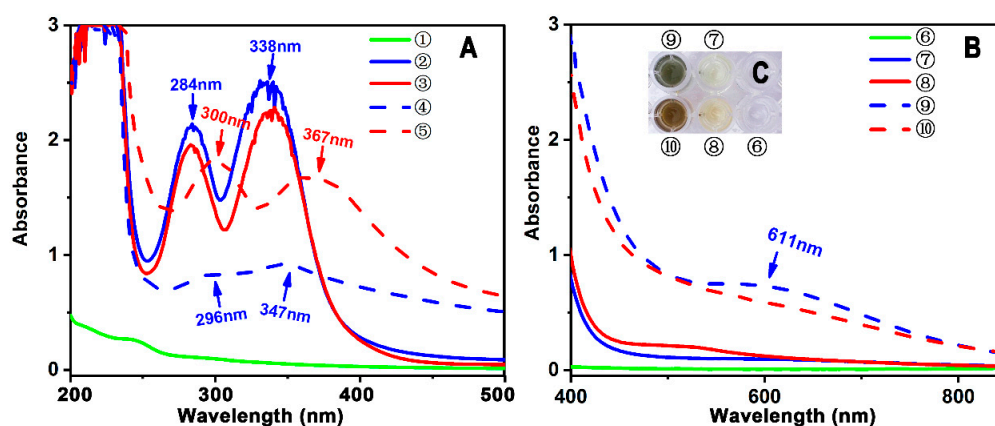 A
338nm
284nm
300nm
367nm
296nm
347nm
①
②
③
④
⑤
3
2
1
0
Absorbance
200
300
400
500
Wavelength (nm)
B
⑨ ⑦
C
⑩ ⑧ ⑥
611nm
⑥
⑦
⑧
⑨
⑩
3
2
1
0
Absorbance
400
600
800
Wavelength (nm)